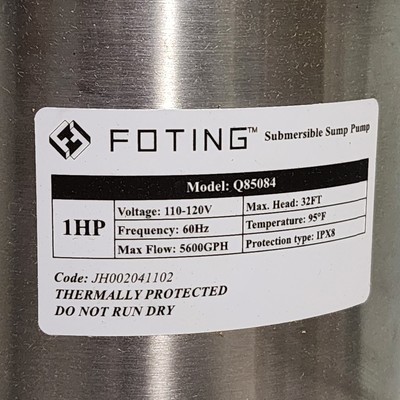 FOTING™ Submersible Sump Pump
Model: Q85084
1HP
Voltage: 110-120V
Max. Head: 32FT
Frequency: 60Hz
Temperature: 95°F
Max Flow: 5600GPH
Protection type: IPX8
Code: JH002041102
THERMALLY PROTECTED
DO NOT RUN DRY